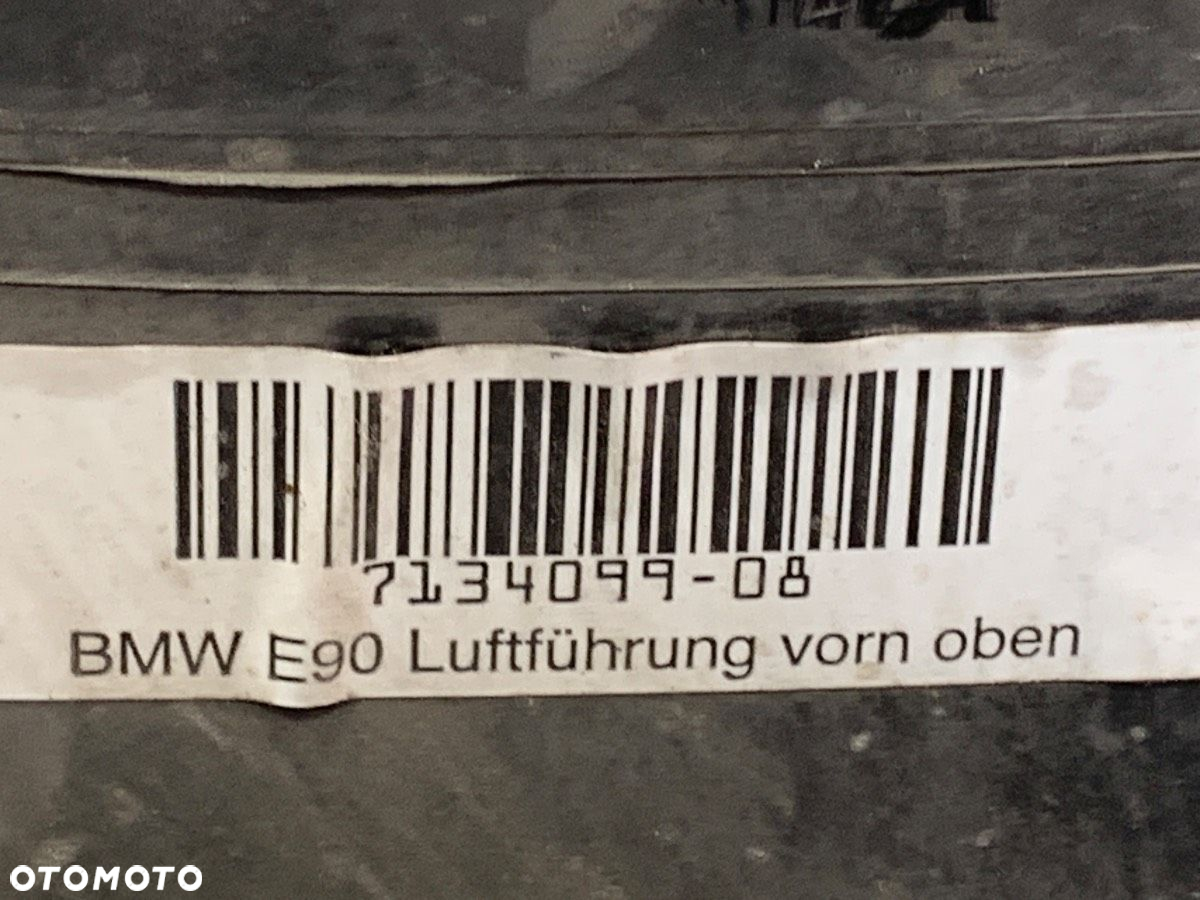 7134099-08
BMW E90 Luftführung vorn oben
OTOMOTO